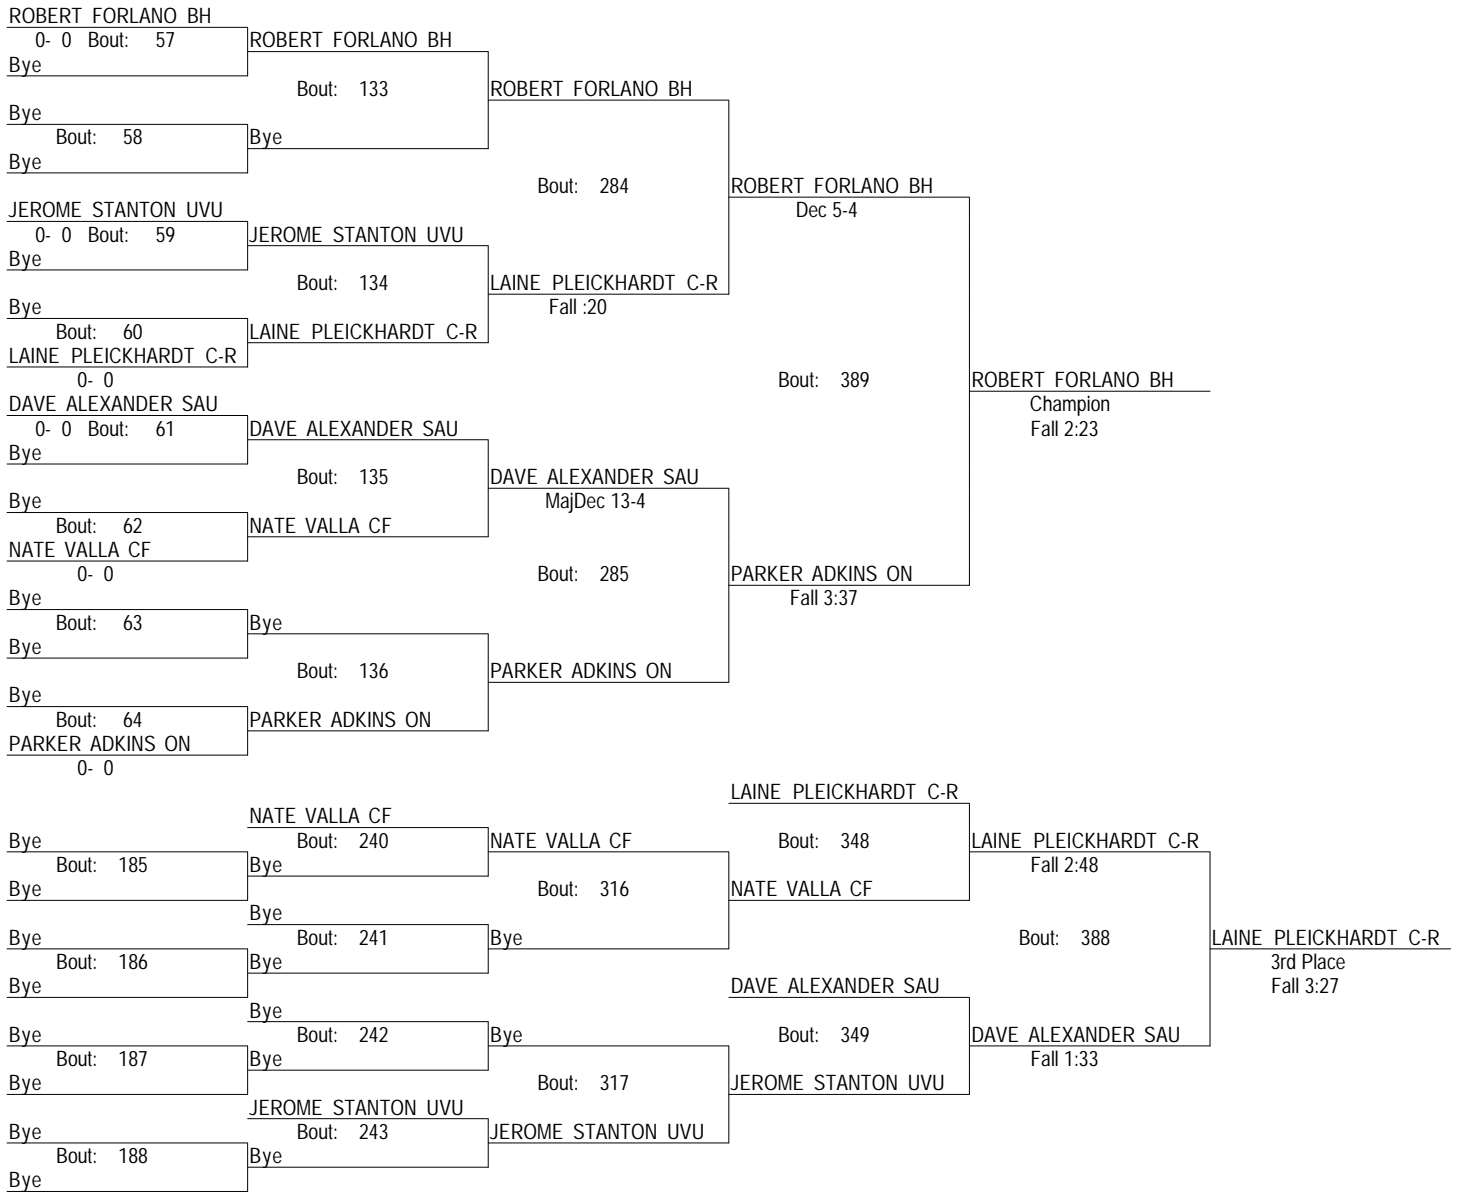 ROBERT FORLANO BH
0- 0 Bout: 57
ROBERT FORLANO BH
Bye
Bout: 133
ROBERT FORLANO BH
Bye
Bout: 58
Bye
Bye
Bout: 284
ROBERT FORLANO BH
Dec 5-4
JEROME STANTON UVU
0- 0 Bout: 59
JEROME STANTON UVU
Bye
Bout: 134
LAINE PLEICKHARDT C-R
Fall :20
Bye
Bout: 60
LAINE PLEICKHARDT C-R
LAINE PLEICKHARDT C-R
0- 0
Bout: 389
ROBERT FORLANO BH
Champion
Fall 2:23
DAVE ALEXANDER SAU
0- 0 Bout: 61
DAVE ALEXANDER SAU
Bye
Bout: 135
DAVE ALEXANDER SAU
MajDec 13-4
Bye
Bout: 62
NATE VALLA CF
NATE VALLA CF
0- 0
Bout: 285
PARKER ADKINS ON
Fall 3:37
Bye
Bout: 63
Bye
Bye
Bout: 136
PARKER ADKINS ON
Bye
Bout: 64
PARKER ADKINS ON
PARKER ADKINS ON
0- 0
LAINE PLEICKHARDT C-R
NATE VALLA CF
Bye
Bout: 240
NATE VALLA CF
Bout: 348
LAINE PLEICKHARDT C-R
Fall 2:48
Bout: 185
Bye
Bye
Bout: 316
NATE VALLA CF
Bye
Bye
Bout: 241
Bye
Bout: 388
LAINE PLEICKHARDT C-R
3rd Place
Fall 3:27
Bout: 186
Bye
Bye
DAVE ALEXANDER SAU
Bye
Bye
Bout: 242
Bye
Bout: 349
DAVE ALEXANDER SAU
Fall 1:33
Bout: 187
Bye
Bye
Bout: 317
JEROME STANTON UVU
JEROME STANTON UVU
Bye
Bout: 243
JEROME STANTON UVU
Bout: 188
Bye
Bye